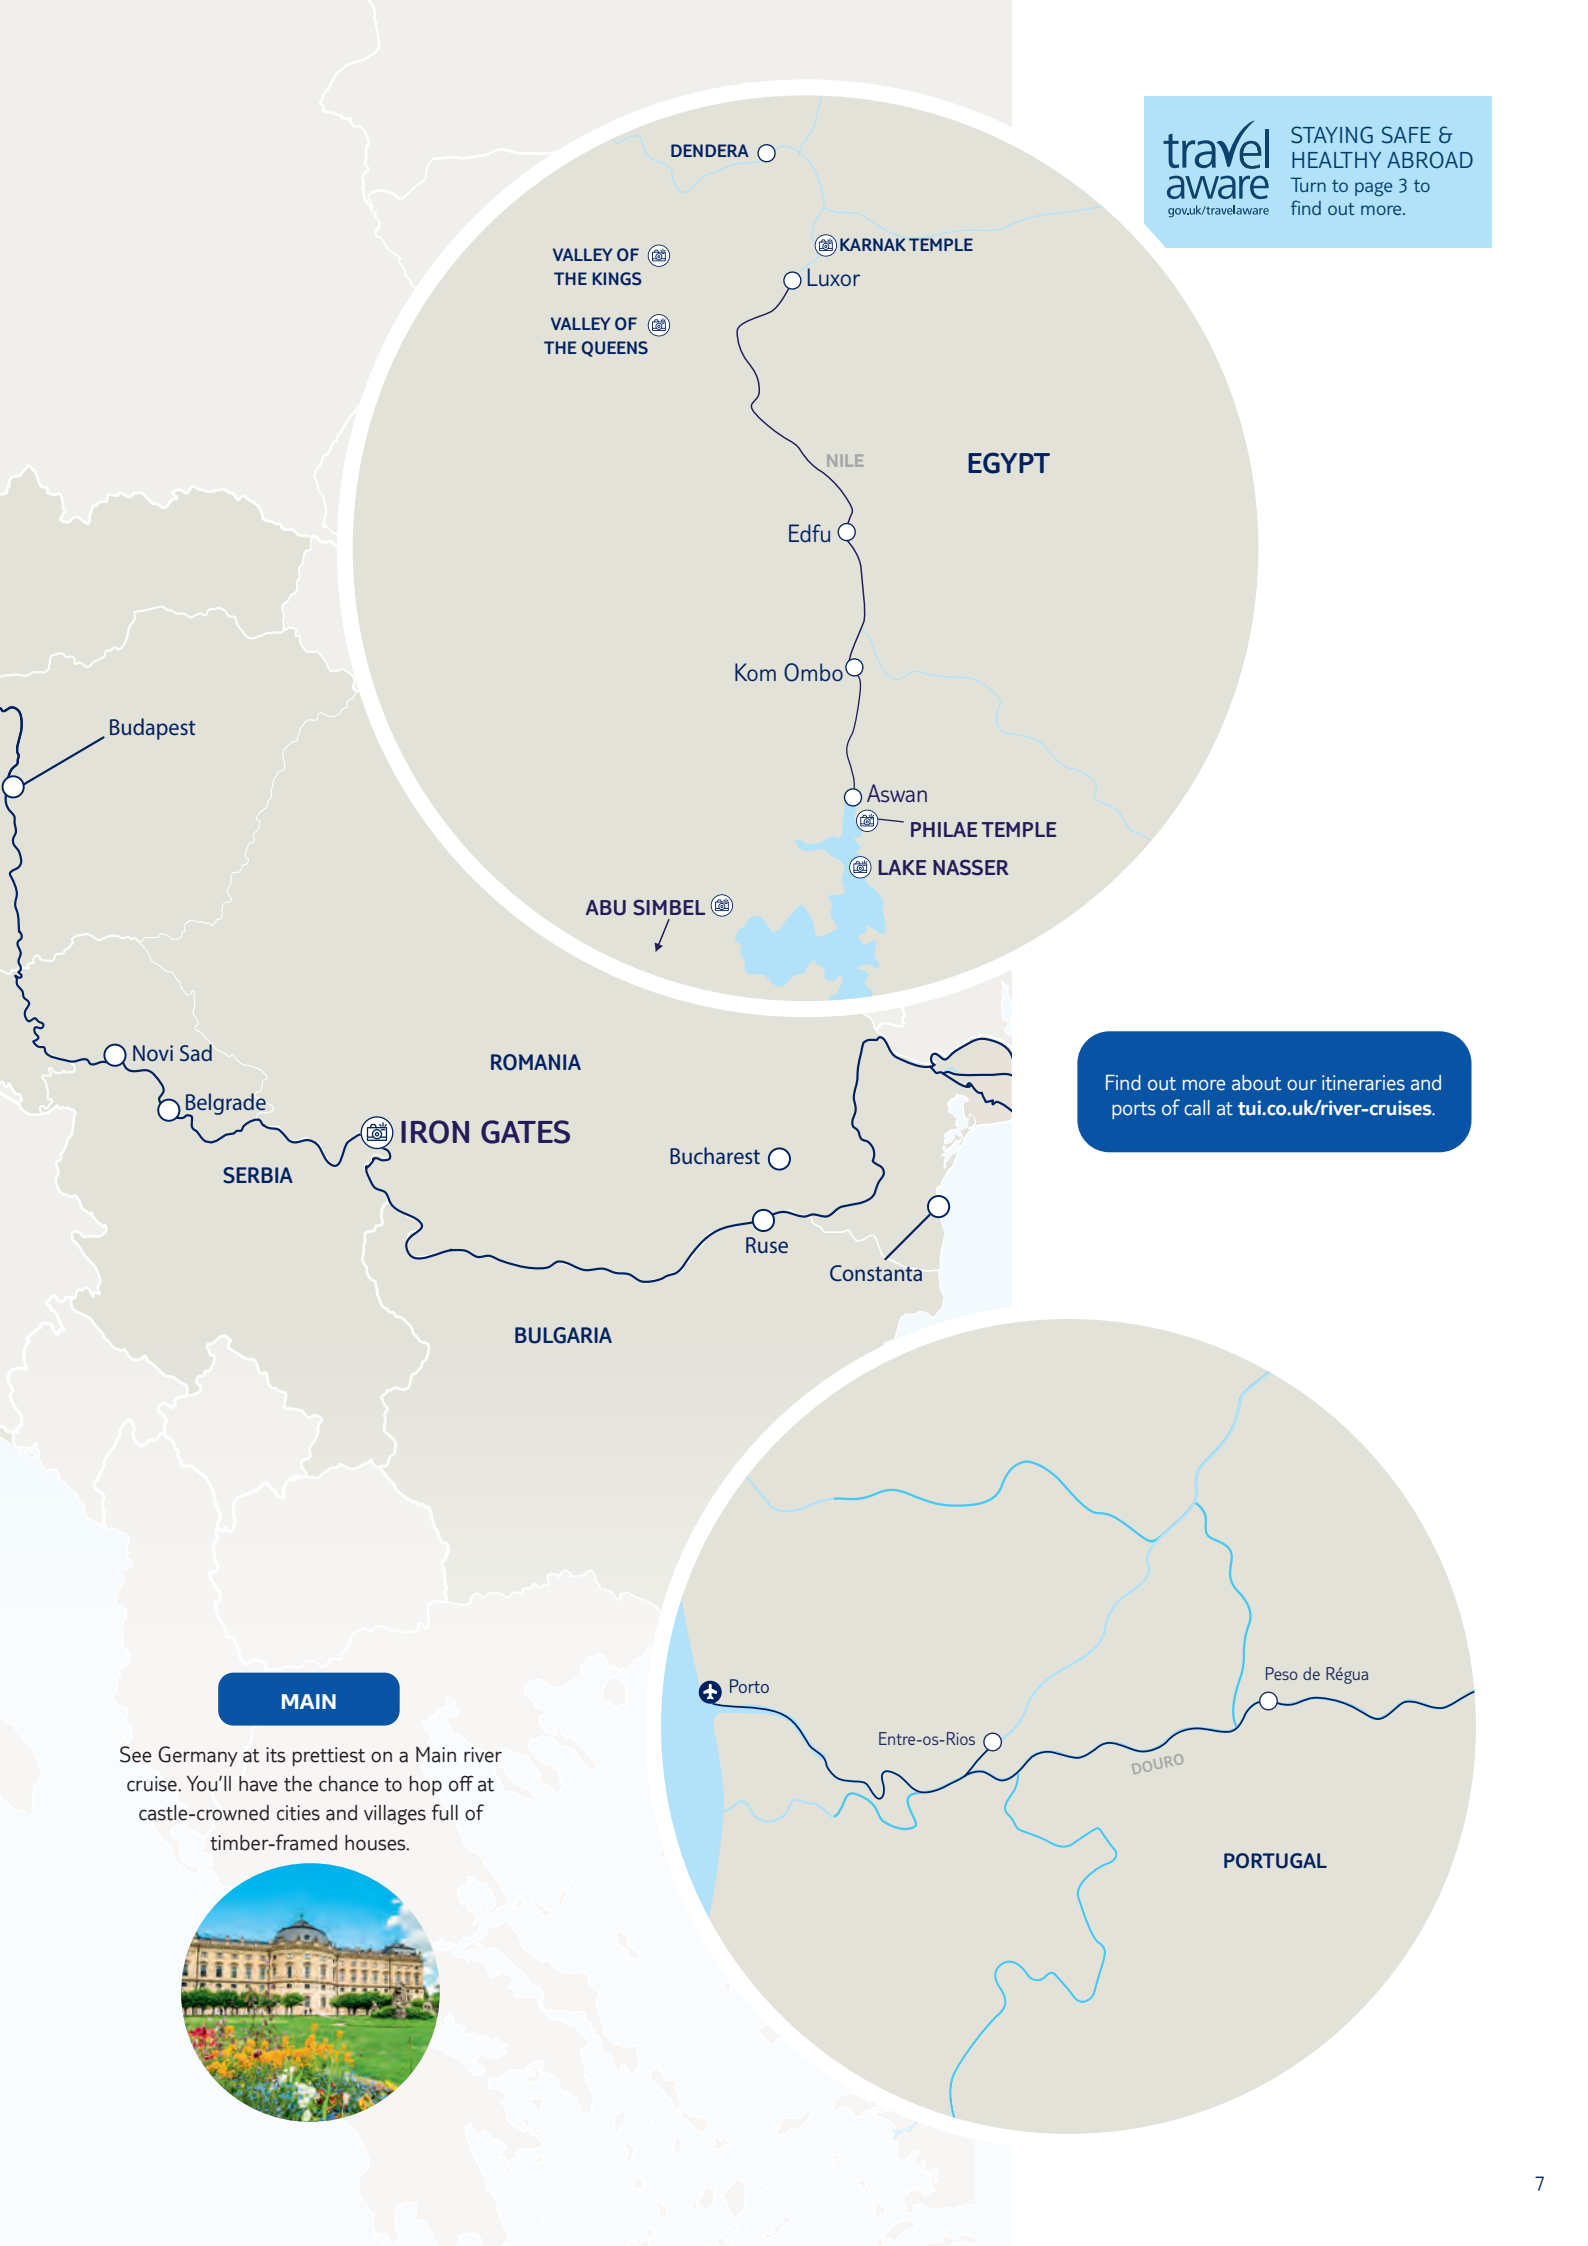 travel
aware
gov.uk/travelaware
STAYING SAFE &
HEALTHY ABROAD
Turn to page 3 to
find out more.
DENDERA
KARNAK TEMPLE
VALLEY OF
THE KINGS
Luxor
VALLEY OF
THE QUEENS
NILE
EGYPT
Edfu
Kom Ombo
Aswan
PHILAE TEMPLE
LAKE NASSER
ABU SIMBEL
Budapest
Novi Sad
Belgrade
ROMANIA
IRON GATES
SERBIA
Bucharest
Ruse
Constanta
BULGARIA
Find out more about our itineraries and
ports of call at tui.co.uk/river-cruises.
Porto
Entre-os-Rios
Peso de Régua
DOURO
PORTUGAL
MAIN
See Germany at its prettiest on a Main river
cruise. You'll have the chance to hop off at
castle-crowned cities and villages full of
timber-framed houses.
7